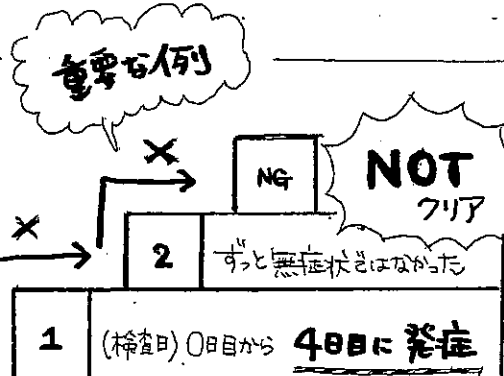 重要な例
×
NG
NOT
クリア
×
2 ずっと無症状ではなかった
1 (検査日)0日目から 4日目に発症